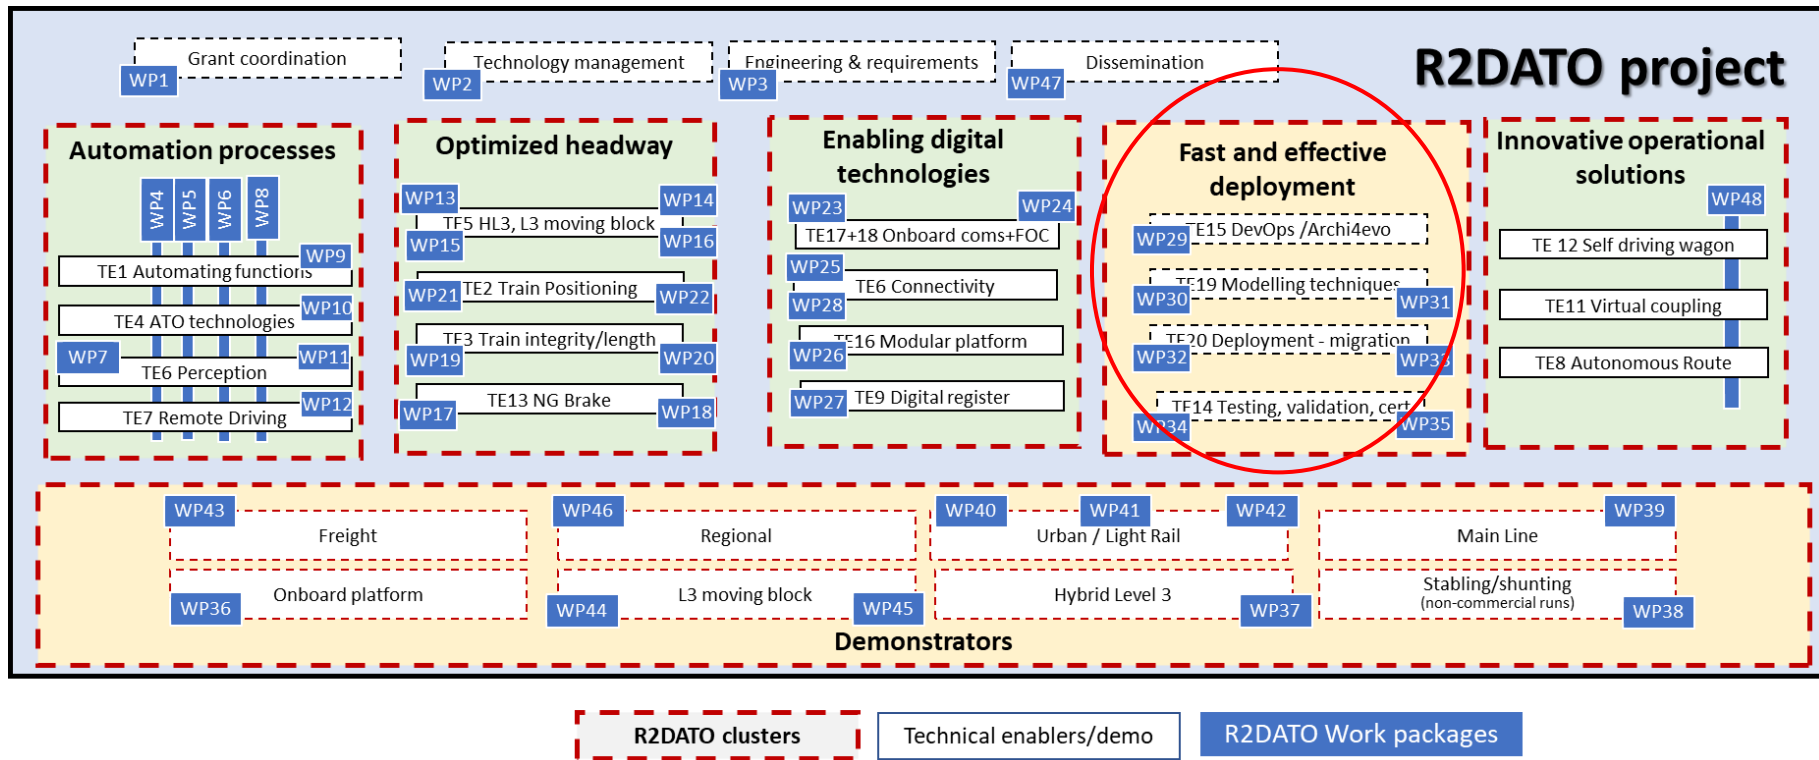 R2DATO project
Grant coordination
WP1
Technology management
WP2
Engineering & requirements
WP3
Dissemination
WP47
Automation processes
WP4
WP5
WP6
WP8
WP9
TE1 Automating functions
WP10
TE4 ATO technologies
WP7
WP11
TE6 Perception
WP12
TE7 Remote Driving
Optimized headway
WP13
WP14
TE5 HL3, L3 moving block
WP15
WP16
TE2 Train Positioning
WP21
WP22
TE3 Train integrity/length
WP19
WP20
TE13 NG Brake
WP17
WP18
Enabling digital
technologies
WP23
WP24
TE17+18 Onboard coms+FOC
WP25
TE6 Connectivity
WP28
TE16 Modular platform
WP26
TE9 Digital register
WP27
Fast and effective
deployment
TE15 DevOps /Archi4evo
WP29
TE19 Modelling techniques
WP30
WP31
TE20 Deployment - migration
WP32
WP33
TE14 Testing, validation, cert
WP34
WP35
Innovative operational
solutions
WP48
TE 12 Self driving wagon
TE11 Virtual coupling
TE8 Autonomous Route
WP43
Freight
WP46
Regional
WP40
WP41
WP42
Urban / Light Rail
WP39
Main Line
Onboard platform
WP36
L3 moving block
WP44
WP45
Hybrid Level 3
WP37
Stabling/shunting
(non-commercial runs)
WP38
Demonstrators
R2DATO clusters
Technical enablers/demo
R2DATO Work packages